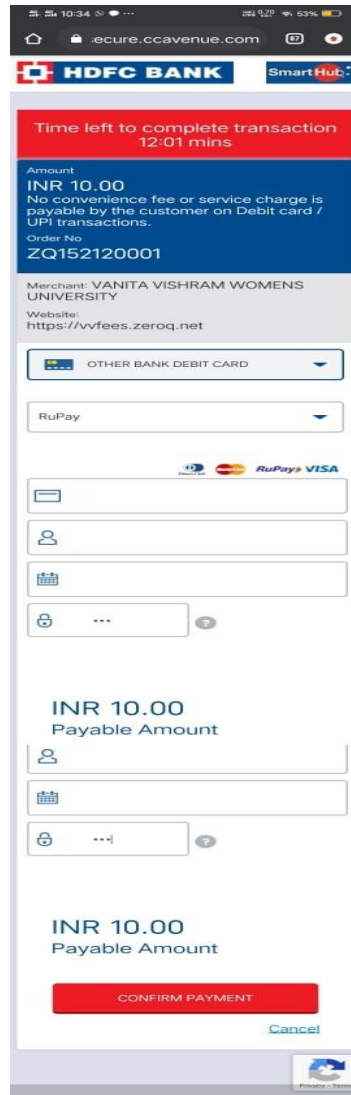 10:34
53%
ecure.ccavenue.com
87
HDFC BANK
SmartHub
Time left to complete transaction
12:01 mins
Amount
INR 10.00
No convenience fee or service charge is
payable by the customer on Debit card /
UPI transactions.
Order No
ZQ152120001
Merchant: VANITA VISHRAM WOMENS
UNIVERSITY
Website:
https://vvfees.zeroq.net
OTHER BANK DEBIT CARD
RuPay
RuPay VISA
•••
?
INR 10.00
Payable Amount
•••
?
INR 10.00
Payable Amount
CONFIRM PAYMENT
Cancel
Privacy - Terms